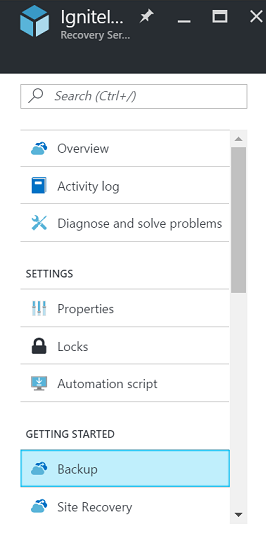 Ignitel...
Recovery Ser...
Search (Ctrl+/)
Overview
Activity log
Diagnose and solve problems
SETTINGS
Properties
Locks
Automation script
GETTING STARTED
Backup
Site Recovery